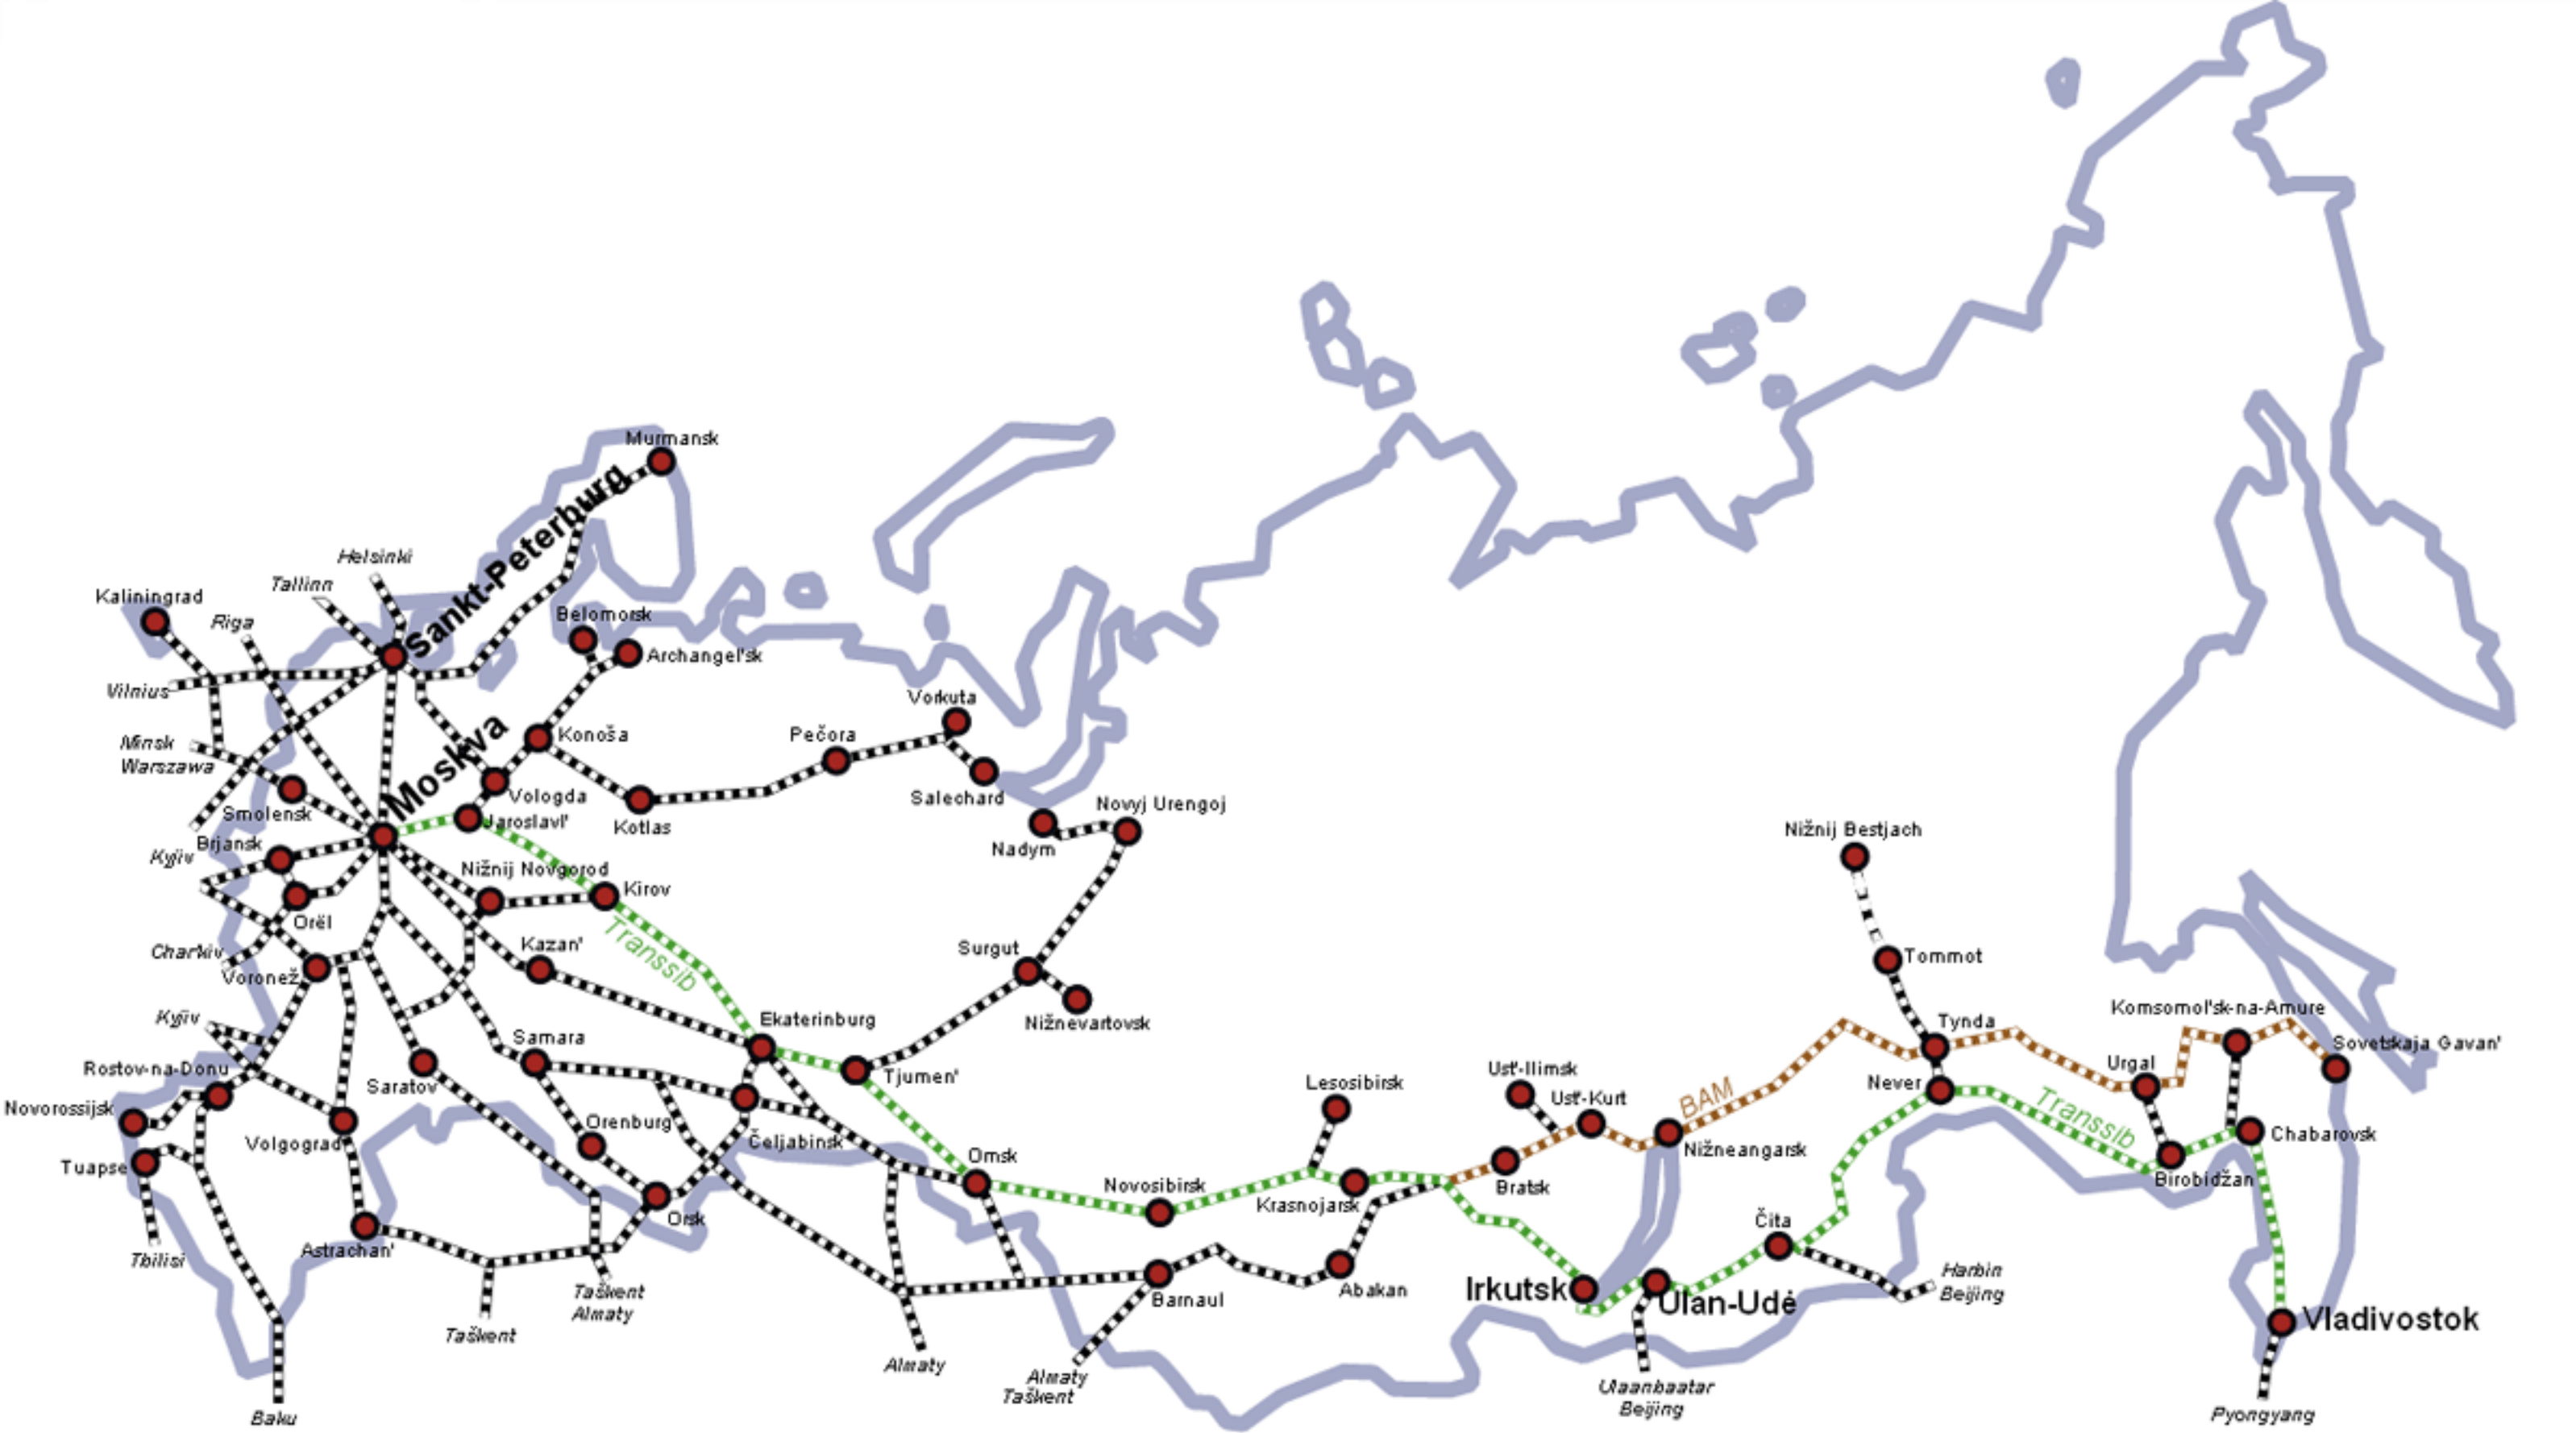 Murmansk
Sankt-Peterburg
Helsinki
Tallinn
Kaliningrad
Riga
Belomorsk
Archangel'sk
Vilnius
Vorkuta
Minsk
Warszawa
Moskva
Konoša
Pečora
Smolensk
Vologda
Salechard
Novyj Urengoj
Jaroslavl'
Kotlas
Nadym
Nižnij Bestjach
Brjansk
Kyjiv
Nižnij Novgorod
Kirov
Orël
Transsib
Kazan'
Surgut
Tommot
Char'kiv
Voronež
Nižnevartovsk
Komsomol'sk-na-Amure
Kyjiv
Ekaterinburg
Tynda
Sovetskaja Gavan'
Samara
Rostov-na-Donu
Saratov
Tjumen'
Ust'-Ilimsk
Lesosibirsk
Never
Urgal
Novorossijsk
Ust'-Kurt
BAM
Transsib
Volgograd
Orenburg
Čeljabinsk
Nižneangarsk
Chabarovsk
Tuapse
Omsk
Novosibirsk
Krasnojarsk
Bratsk
Birobidžan
Orsk
Čita
Tbilisi
Astrachan'
Taškent
Almaty
Barnaul
Abakan
Irkutsk
Ulan-Udė
Harbin
Beijing
Vladivostok
Taškent
Almaty
Almaty
Taškent
Ulaanbaatar
Beijing
Baku
Pyongyang